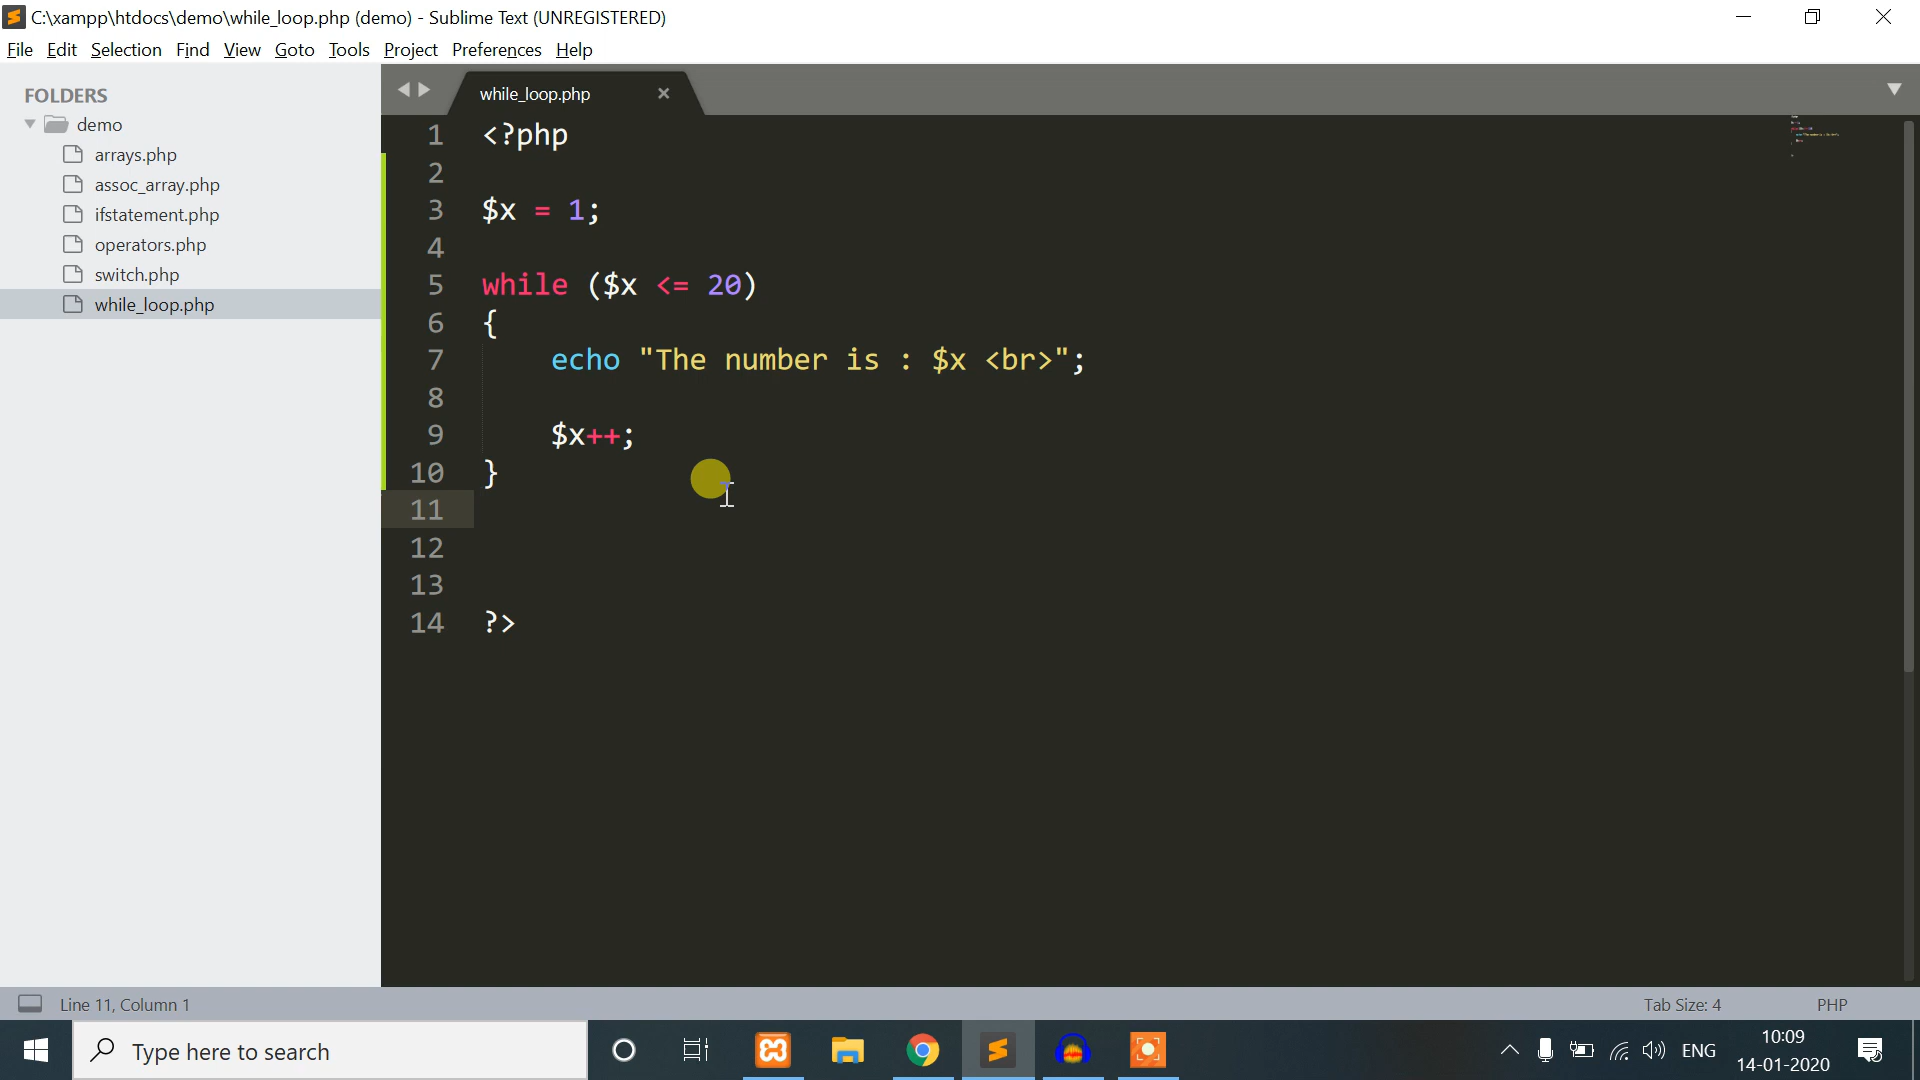 C:\xampp\htdocs\demo\while_loop.php (demo) - Sublime Text (UNREGISTERED)
File Edit Selection Find View Goto Tools Project Preferences Help
FOLDERS
demo
arrays.php
assoc_array.php
ifstatement.php
operators.php
switch.php
while_loop.php
while_loop.php
1 <?php
2
3 $x = 1;
4
5 while ($x <= 20)
6 {
7 echo "The number is : $x <br>";
8
9 $x++;
10 }
11
12
13
14 ?>
Line 11, Column 1
Tab Size: 4
PHP
Type here to search
ENG
10:09
14-01-2020